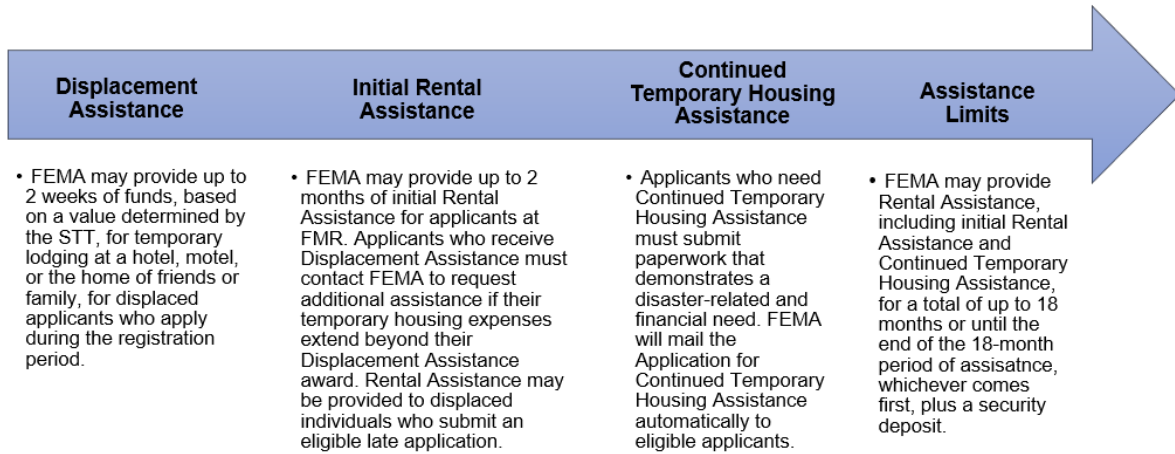 Displacement
Assistance
Initial Rental
Assistance
Continued
Temporary Housing
Assistance
Assistance
Limits
• FEMA may provide up to
2 weeks of funds, based
on a value determined by
the STT, for temporary
lodging at a hotel, motel,
or the home of friends or
family, for displaced
applicants who apply
during the registration
period.
• FEMA may provide up to 2
months of initial Rental
Assistance for applicants at
FMR. Applicants who receive
Displacement Assistance must
contact FEMA to request
additional assistance if their
temporary housing expenses
extend beyond their
Displacement Assistance
award. Rental Assistance may
be provided to displaced
individuals who submit an
eligible late application.
• Applicants who need
Continued Temporary
Housing Assistance
must submit
paperwork that
demonstrates a
disaster-related and
financial need. FEMA
will mail the
Application for
Continued Temporary
Housing Assistance
automatically to
eligible applicants.
• FEMA may provide
Rental Assistance,
including initial Rental
Assistance and
Continued Temporary
Housing Assistance,
for a total of up to 18
months or until the
end of the 18-month
period of assisatnce,
whichever comes
first, plus a security
deposit.